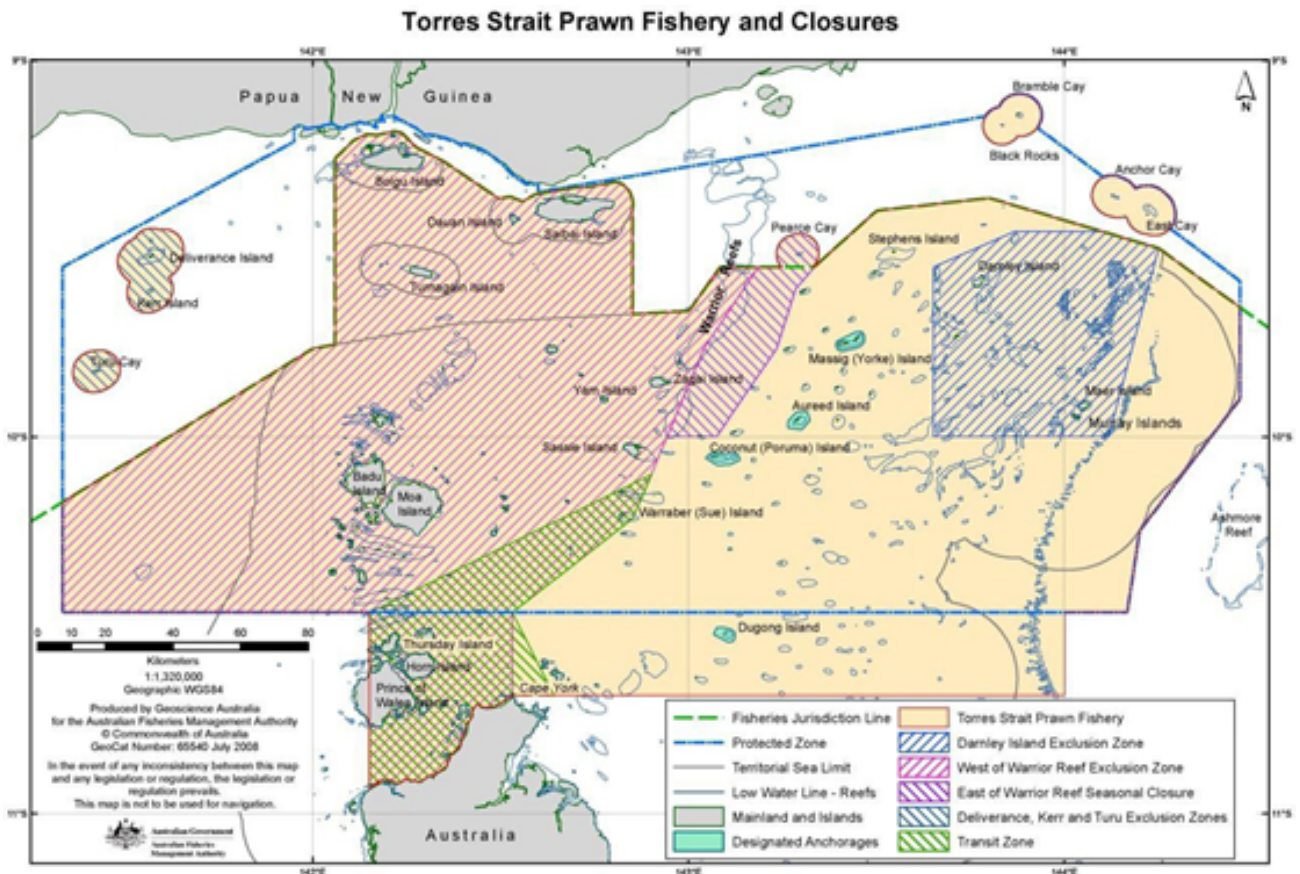 Torres Strait Prawn Fishery and Closures
142°E
143°E
144°E
9°S
9°S
Papua New Guinea
Bramble Cay
Black Rocks
Anchor Cay
East Cay
Boigu Island
Dauan Island
Saibai Island
Pearce Cay
Stephens Island
Warrior Reefs
Deliverance Island
Kerr Island
Turnagain Island
Darnley Island
Turu Cay
Massig (Yorke) Island
Zagai Island
Yam Island
Maer Island
Aureed Island
Murray Islands
10°S
10°S
Sassie Island
Coconut (Poruma) Island
Badu Island
Moa Island
Warraber (Sue) Island
Ashmore Reef
0 10 20 40 60 80
Kilometers
1:1,320,000
Geographic WGS84
Thursday Island
Horn Island
Prince of
Wales Island
Dugong Island
Cape York
Produced by Geoscience Australia
for the Australian Fisheries Management Authority
© Commonwealth of Australia
GeoCat Number: 65540 July 2008
In the event of any inconsistency between this map
and any legislation or regulation, the legislation or
regulation prevails.
This map is not to be used for navigation.
Australian Government
Australian Fisheries
Management Authority
Australia
Fisheries Jurisdiction Line
Protected Zone
Territorial Sea Limit
Low Water Line - Reefs
Mainland and Islands
Designated Anchorages
Torres Strait Prawn Fishery
Darnley Island Exclusion Zone
West of Warrior Reef Exclusion Zone
East of Warrior Reef Seasonal Closure
Deliverance, Kerr and Turu Exclusion Zones
Transit Zone
N
11°S
11°S
142°E
143°E
144°E